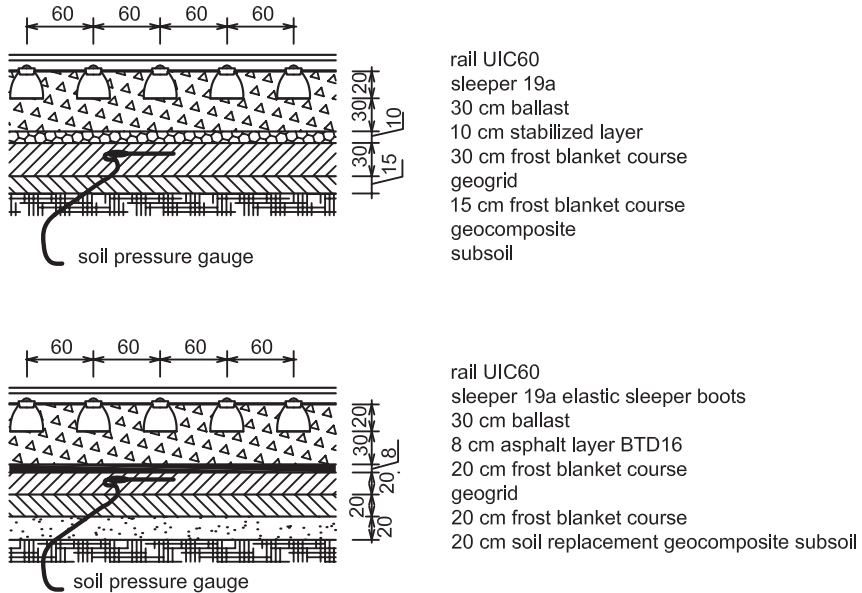 60 60 60 60
rail UIC60
sleeper 19a
30 cm ballast
10 cm stabilized layer
30 cm frost blanket course
geogrid
15 cm frost blanket course
geocomposite
subsoil
20
30
10
30
15
soil pressure gauge
60 60 60 60
rail UIC60
sleeper 19a elastic sleeper boots
30 cm ballast
8 cm asphalt layer BTD16
20 cm frost blanket course
geogrid
20 cm frost blanket course
20 cm soil replacement geocomposite subsoil
20
30
8
20
20
20
soil pressure gauge